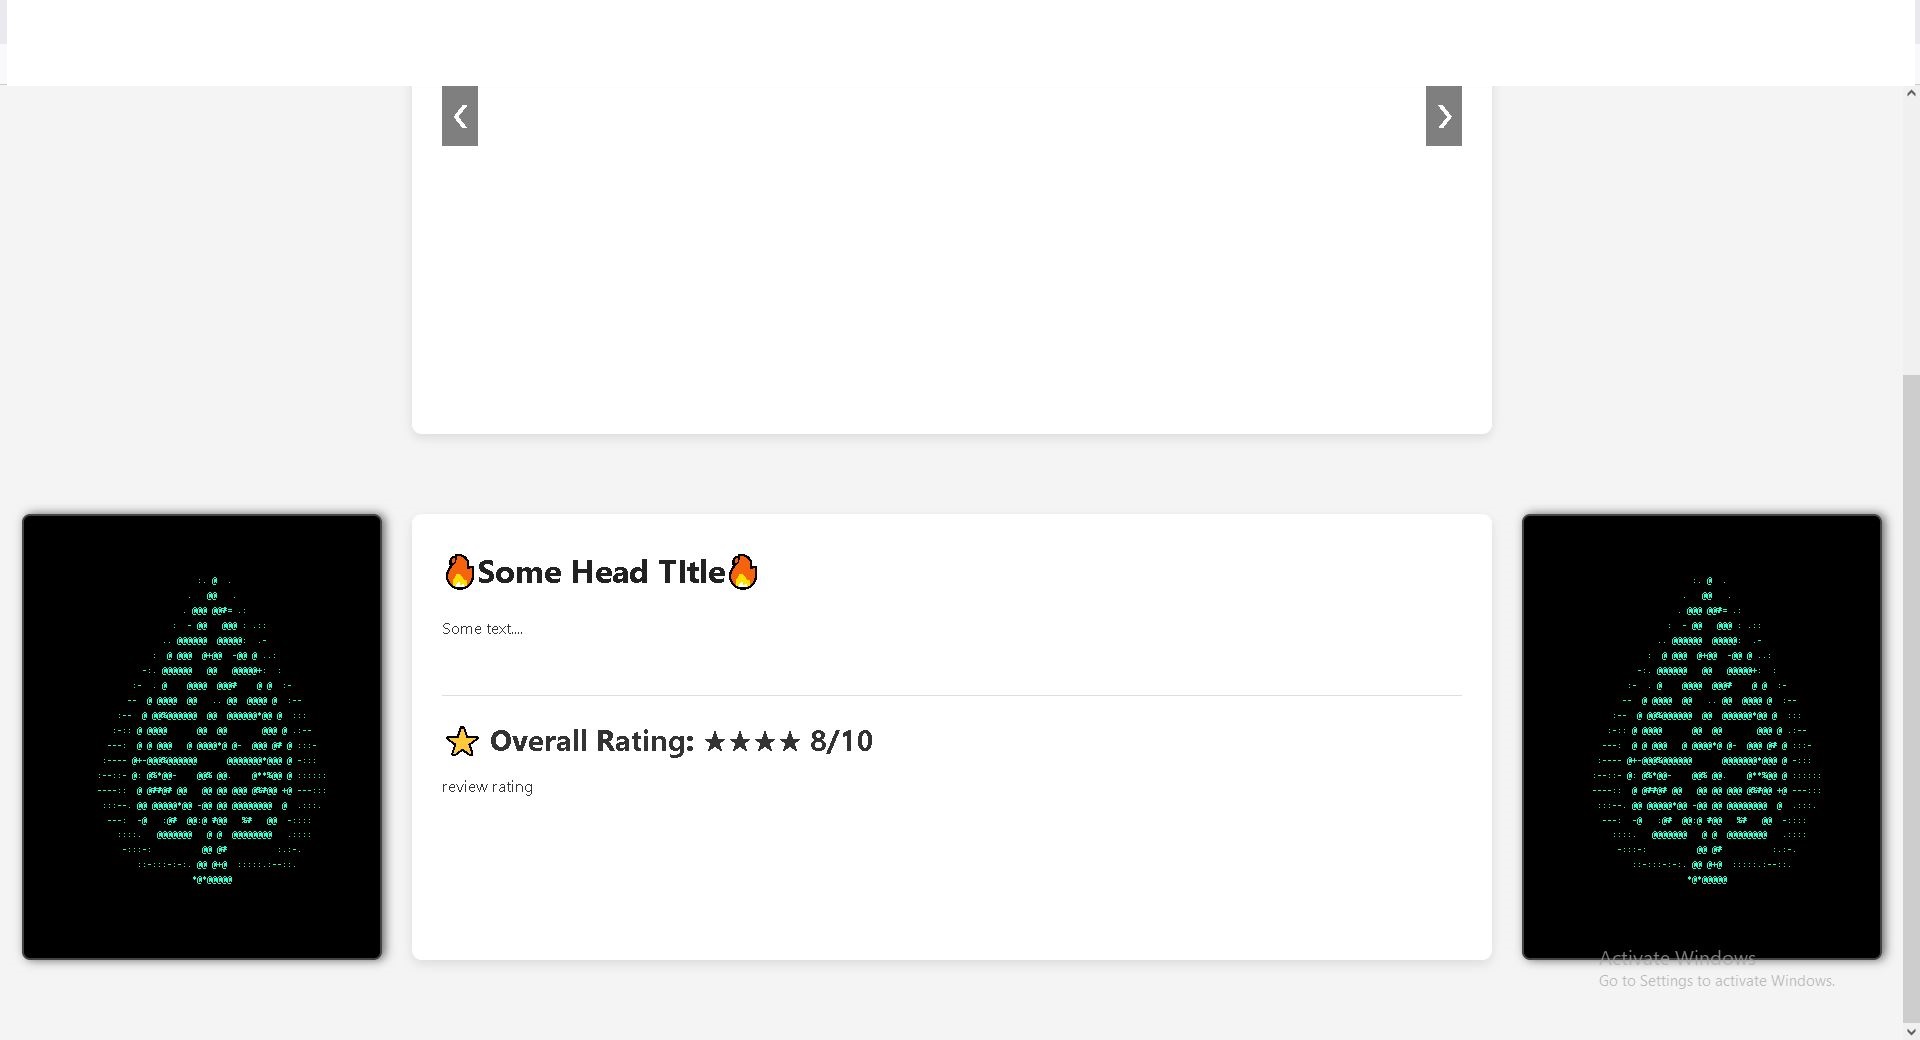 ❮ ❯
🔥Some Head TItle🔥
Some text....
⭐ Overall Rating: ★★★★ 8/10
review rating
Activate Windows
Go to Settings to activate Windows.